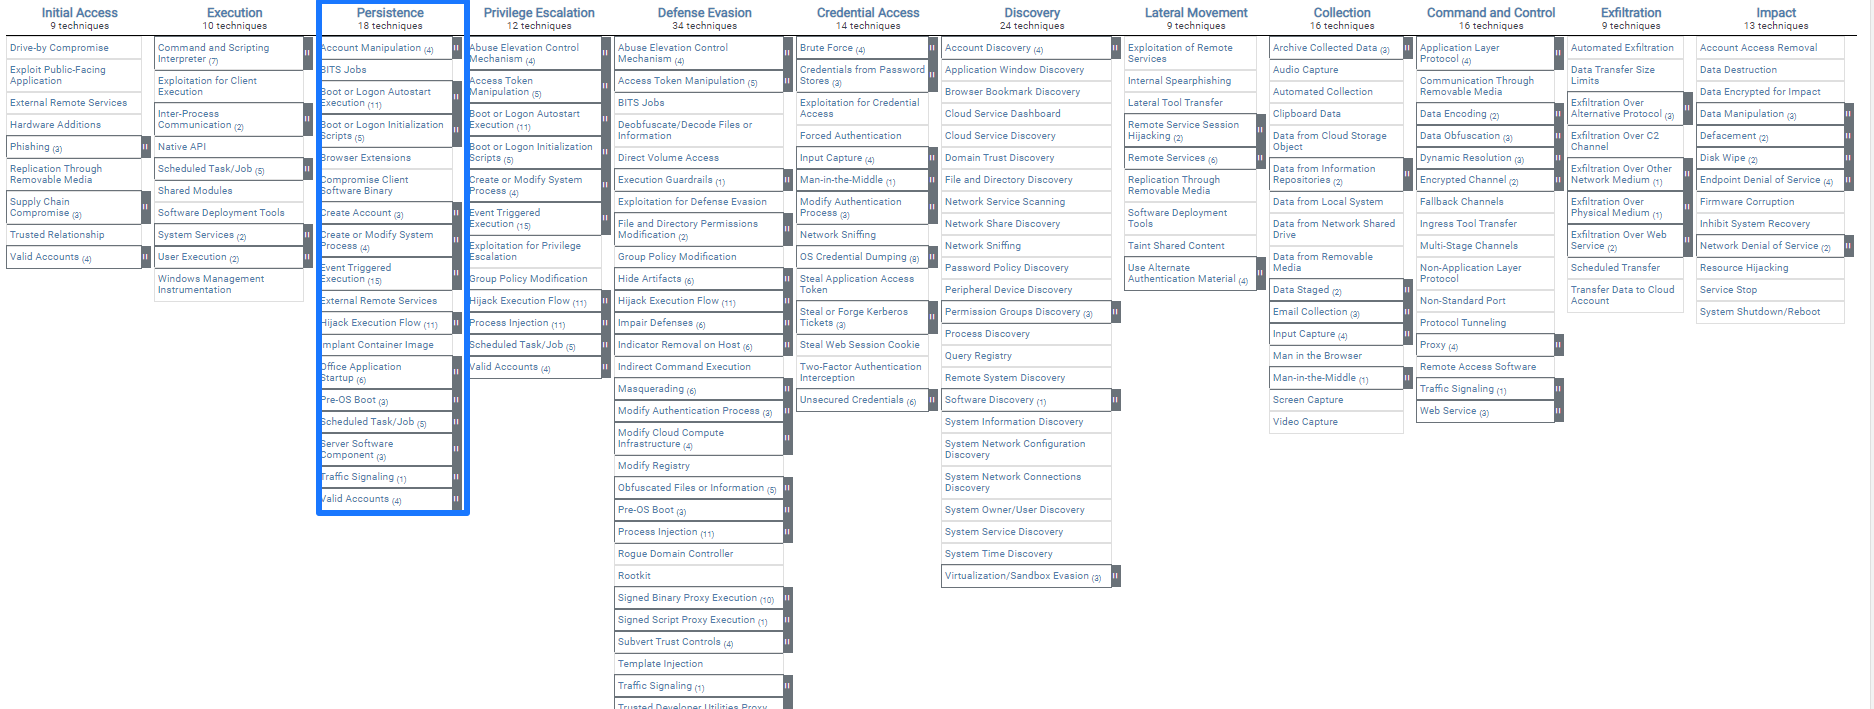 Initial Access
9 techniques
Drive-by Compromise
Exploit Public-Facing
Application
External Remote Services
Hardware Additions
Phishing (3)
Replication Through
Removable Media
Supply Chain
Compromise (3)
Trusted Relationship
Valid Accounts (4)
Execution
10 techniques
Command and Scripting
Interpreter (7)
Exploitation for Client
Execution
Inter-Process
Communication (2)
Native API
Scheduled Task/Job (5)
Shared Modules
Software Deployment Tools
System Services (2)
User Execution (2)
Windows Management
Instrumentation
Persistence
18 techniques
Account Manipulation (4)
BITS Jobs
Boot or Logon Autostart
Execution (11)
Boot or Logon Initialization
Scripts (5)
Browser Extensions
Compromise Client
Software Binary
Create Account (3)
Create or Modify System
Process (4)
Event Triggered
Execution (15)
External Remote Services
Hijack Execution Flow (11)
Implant Container Image
Office Application
Startup (6)
Pre-OS Boot (3)
Scheduled Task/Job (5)
Server Software
Component (3)
Traffic Signaling (1)
Valid Accounts (4)
Privilege Escalation
12 techniques
Abuse Elevation Control
Mechanism (4)
Access Token
Manipulation (5)
Boot or Logon Autostart
Execution (11)
Boot or Logon Initialization
Scripts (5)
Create or Modify System
Process (4)
Event Triggered
Execution (15)
Exploitation for Privilege
Escalation
Group Policy Modification
Hijack Execution Flow (11)
Process Injection (11)
Scheduled Task/Job (5)
Valid Accounts (4)
Defense Evasion
34 techniques
Abuse Elevation Control
Mechanism (4)
Access Token Manipulation (5)
BITS Jobs
Deobfuscate/Decode Files or
Information
Direct Volume Access
Execution Guardrails (1)
Exploitation for Defense Evasion
File and Directory Permissions
Modification (2)
Group Policy Modification
Hide Artifacts (6)
Hijack Execution Flow (11)
Impair Defenses (6)
Indicator Removal on Host (6)
Indirect Command Execution
Masquerading (6)
Modify Authentication Process (3)
Modify Cloud Compute
Infrastructure (4)
Modify Registry
Obfuscated Files or Information (5)
Pre-OS Boot (3)
Process Injection (11)
Rogue Domain Controller
Rootkit
Signed Binary Proxy Execution (10)
Signed Script Proxy Execution (1)
Subvert Trust Controls (4)
Template Injection
Traffic Signaling (1)
Trusted Developer Utilities Proxy
Credential Access
14 techniques
Brute Force (4)
Credentials from Password
Stores (3)
Exploitation for Credential
Access
Forced Authentication
Input Capture (4)
Man-in-the-Middle (1)
Modify Authentication
Process (3)
Network Sniffing
OS Credential Dumping (8)
Steal Application Access
Token
Steal or Forge Kerberos
Tickets (3)
Steal Web Session Cookie
Two-Factor Authentication
Interception
Unsecured Credentials (6)
Discovery
24 techniques
Account Discovery (4)
Application Window Discovery
Browser Bookmark Discovery
Cloud Service Dashboard
Cloud Service Discovery
Domain Trust Discovery
File and Directory Discovery
Network Service Scanning
Network Share Discovery
Network Sniffing
Password Policy Discovery
Peripheral Device Discovery
Permission Groups Discovery (3)
Process Discovery
Query Registry
Remote System Discovery
Software Discovery (1)
System Information Discovery
System Network Configuration
Discovery
System Network Connections
Discovery
System Owner/User Discovery
System Service Discovery
System Time Discovery
Virtualization/Sandbox Evasion (3)
Lateral Movement
9 techniques
Exploitation of Remote
Services
Internal Spearphishing
Lateral Tool Transfer
Remote Service Session
Hijacking (2)
Remote Services (6)
Replication Through
Removable Media
Software Deployment
Tools
Taint Shared Content
Use Alternate
Authentication Material (4)
Collection
16 techniques
Archive Collected Data (3)
Audio Capture
Automated Collection
Clipboard Data
Data from Cloud Storage
Object
Data from Information
Repositories (2)
Data from Local System
Data from Network Shared
Drive
Data from Removable
Media
Data Staged (2)
Email Collection (3)
Input Capture (4)
Man in the Browser
Man-in-the-Middle (1)
Screen Capture
Video Capture
Command and Control
16 techniques
Application Layer
Protocol (4)
Communication Through
Removable Media
Data Encoding (2)
Data Obfuscation (3)
Dynamic Resolution (3)
Encrypted Channel (2)
Fallback Channels
Ingress Tool Transfer
Multi-Stage Channels
Non-Application Layer
Protocol
Non-Standard Port
Protocol Tunneling
Proxy (4)
Remote Access Software
Traffic Signaling (1)
Web Service (3)
Exfiltration
9 techniques
Automated Exfiltration
Data Transfer Size
Limits
Exfiltration Over
Alternative Protocol (3)
Exfiltration Over C2
Channel
Exfiltration Over Other
Network Medium (1)
Exfiltration Over
Physical Medium (1)
Exfiltration Over Web
Service (2)
Scheduled Transfer
Transfer Data to Cloud
Account
Impact
13 techniques
Account Access Removal
Data Destruction
Data Encrypted for Impact
Data Manipulation (3)
Defacement (2)
Disk Wipe (2)
Endpoint Denial of Service (4)
Firmware Corruption
Inhibit System Recovery
Network Denial of Service (2)
Resource Hijacking
Service Stop
System Shutdown/Reboot